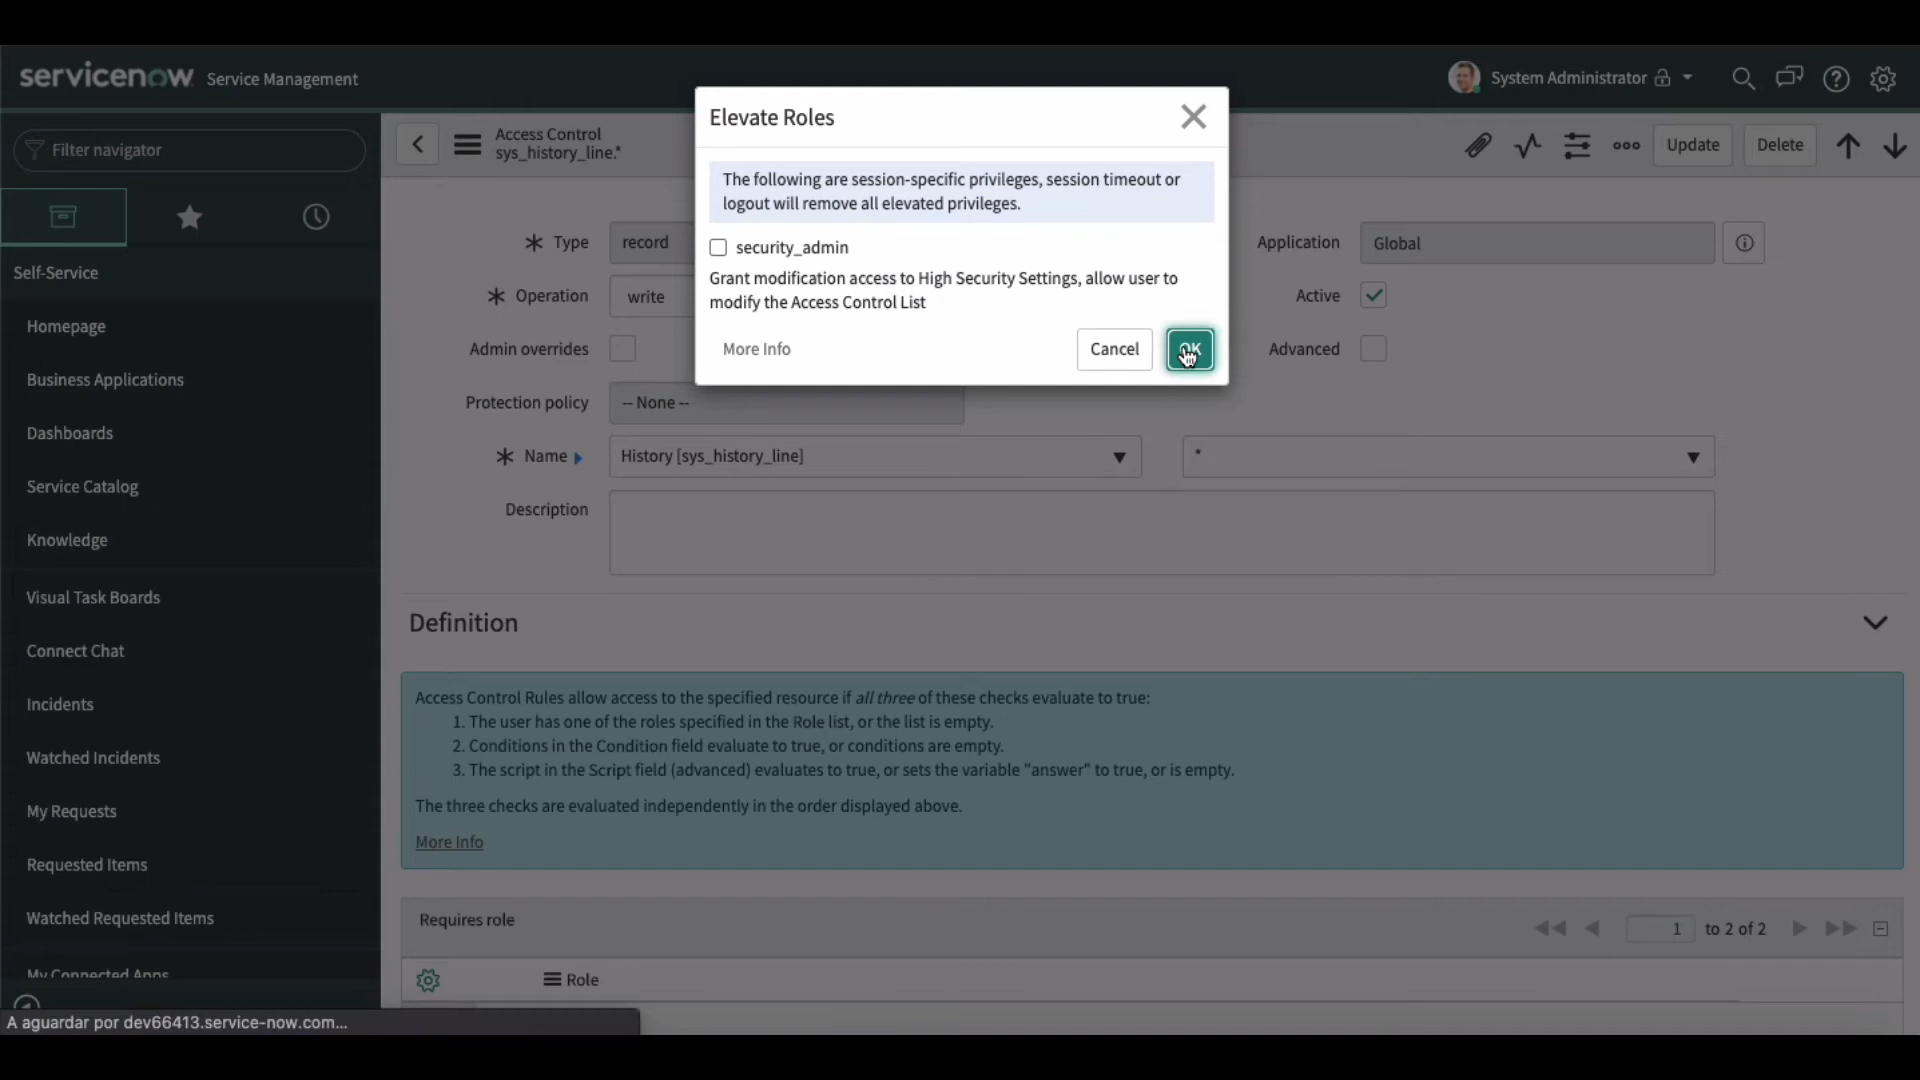 servicenow Service Management
System Administrator
Filter navigator
Self-Service
Homepage
Business Applications
Dashboards
Service Catalog
Knowledge
Visual Task Boards
Connect Chat
Incidents
Watched Incidents
My Requests
Requested Items
Watched Requested Items
My Connected Apps
Access Control
sys_history_line.*
Update
Delete
Elevate Roles
The following are session-specific privileges, session timeout or
logout will remove all elevated privileges.
security_admin
Grant modification access to High Security Settings, allow user to
modify the Access Control List
More Info
Cancel
OK
Type record
Application Global
Operation write
Active
Admin overrides
Advanced
Protection policy -- None --
Name History [sys_history_line] *
Description
Definition
Access Control Rules allow access to the specified resource if all three of these checks evaluate to true:
1. The user has one of the roles specified in the Role list, or the list is empty.
2. Conditions in the Condition field evaluate to true, or conditions are empty.
3. The script in the Script field (advanced) evaluates to true, or sets the variable "answer" to true, or is empty.
The three checks are evaluated independently in the order displayed above.
More Info
Requires role
1 to 2 of 2
Role
A aguardar por dev66413.service-now.com...